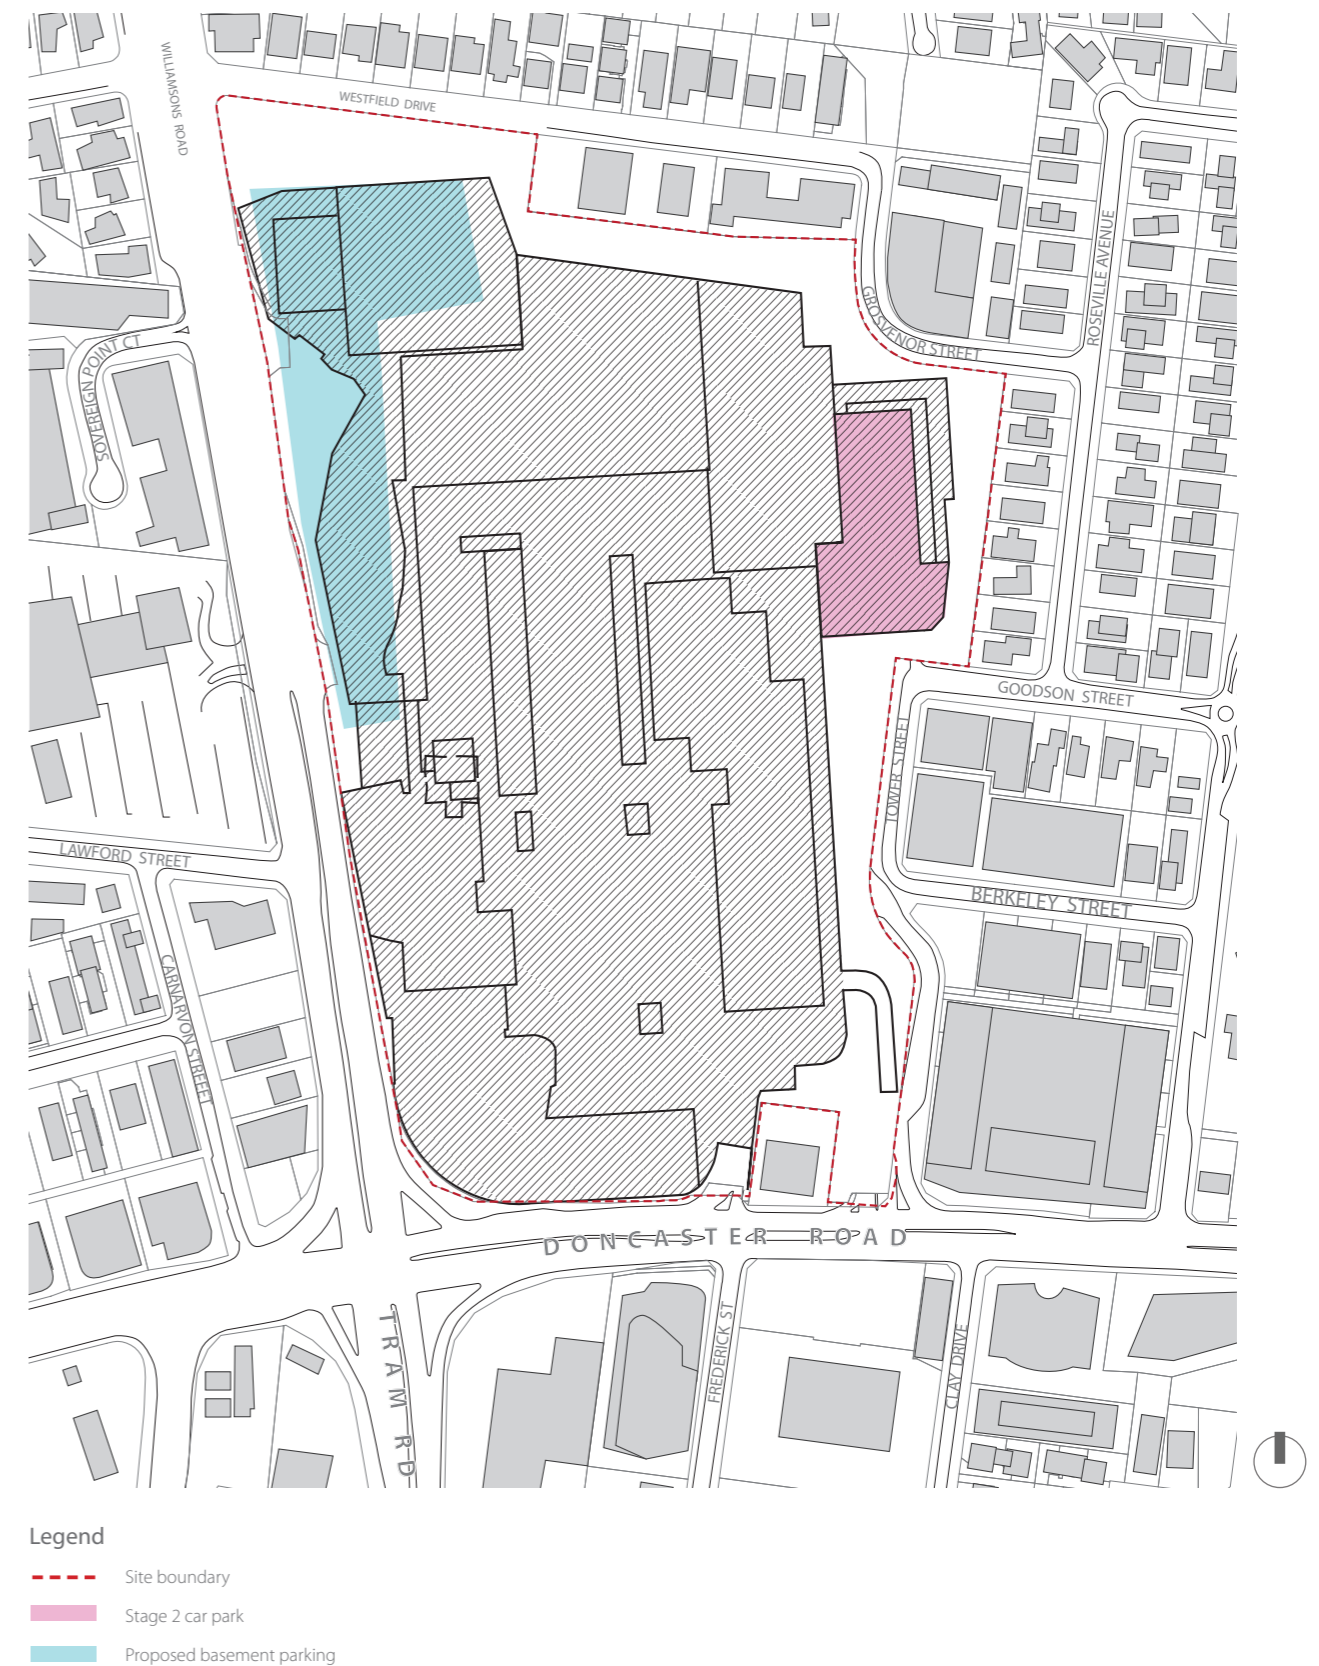 WILLIAMSONS ROAD
WESTFIELD DRIVE
ROSEVILLE AVENUE
GROSVENOR STREET
SOVEREIGN POINT CT
GOODSON STREET
TOWER STREET
LAWFORD STREET
BERKELEY STREET
CARNARVON STREET
DONCASTER ROAD
TRAM RD
FREDERICK ST
CLAY DRIVE
Legend
Site boundary
Stage 2 car park
Proposed basement parking